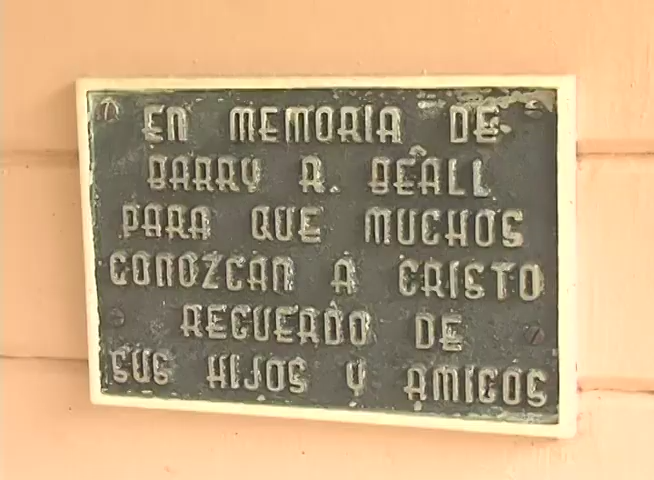 EN MEMORIA DE
BARRY R. BEALL
PARA QUE MUCHOS
CONOZCAN A CRISTO
RECUERDO DE
SUS HIJOS Y AMIGOS